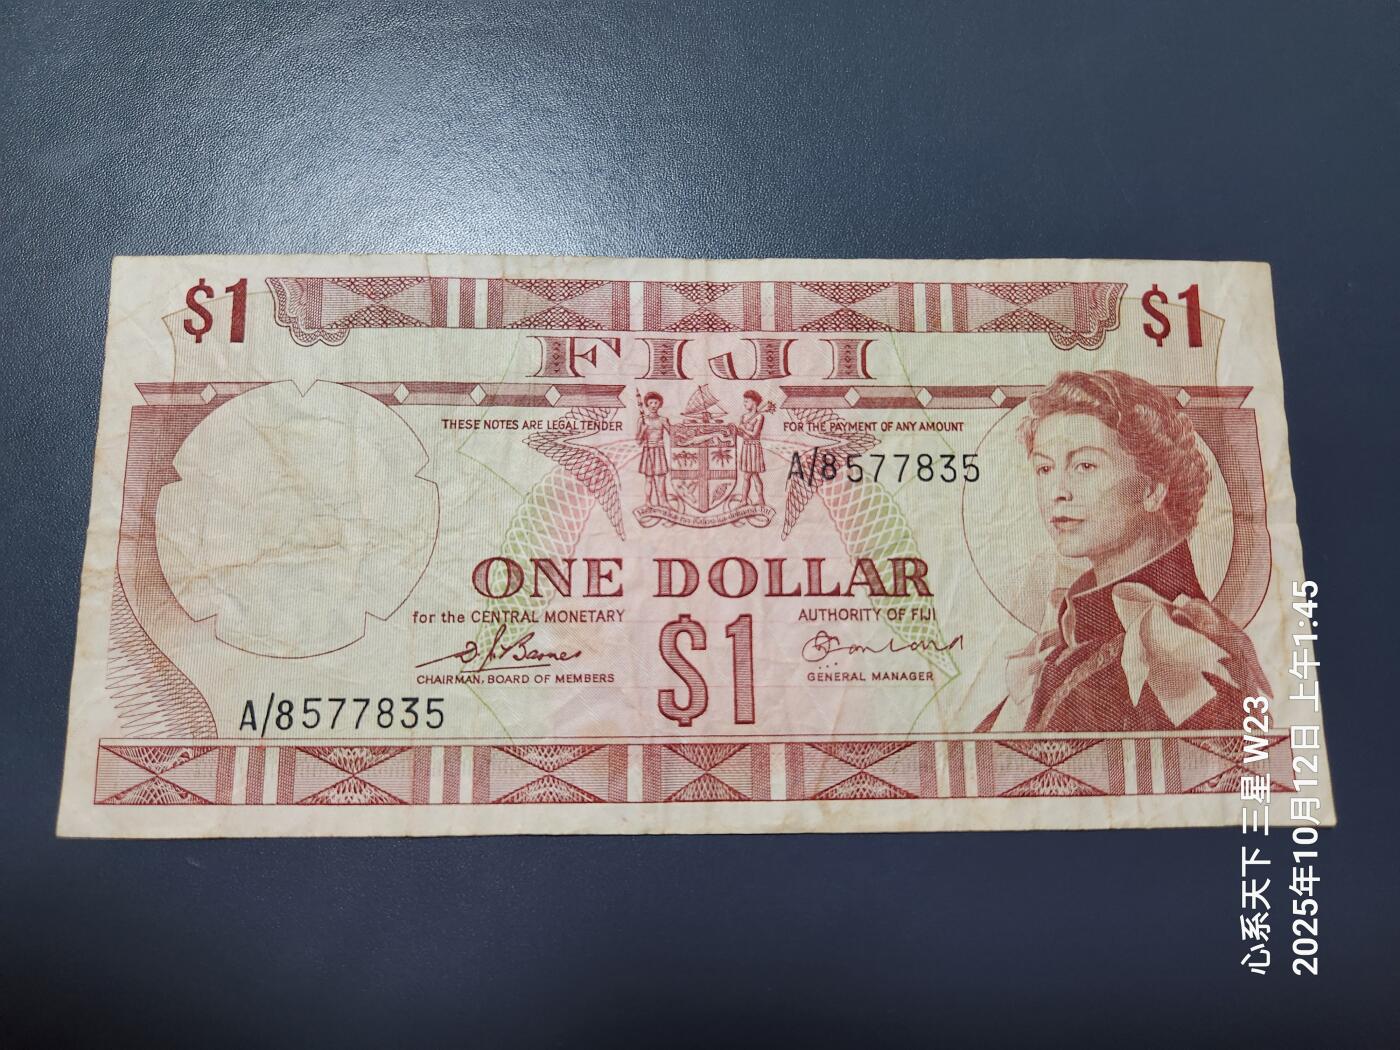 $1
$1
FIJI
THESE NOTES ARE LEGAL TENDER
FOR THE PAYMENT OF ANY AMOUNT
A/8577835
ONE DOLLAR
for the CENTRAL MONETARY
AUTHORITY OF FIJI
$1
CHAIRMAN, BOARD OF MEMBERS
GENERAL MANAGER
A/8577835
心系天下 三星 W23
2025年10月12日 上午1:45